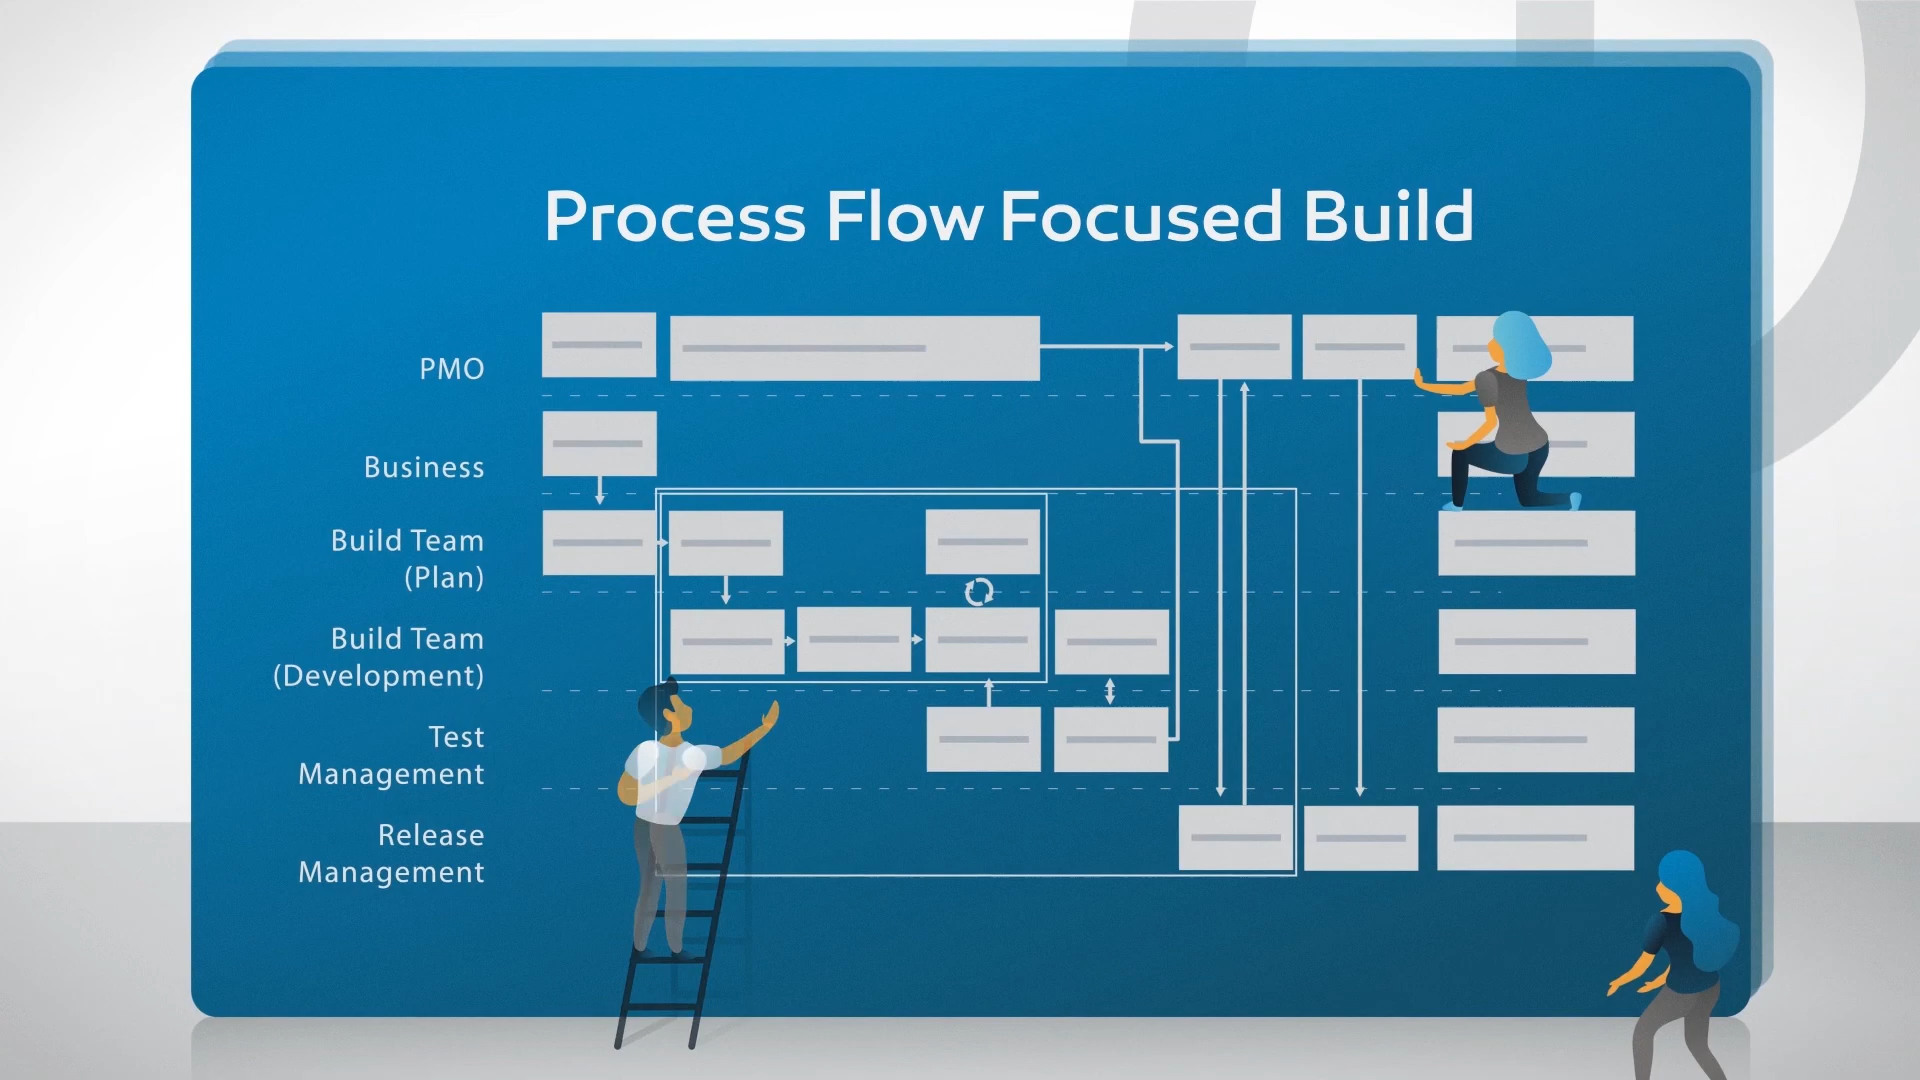 Process Flow Focused Build
PMO
Business
Build Team
(Plan)
Build Team
(Development)
Test
Management
Release
Management